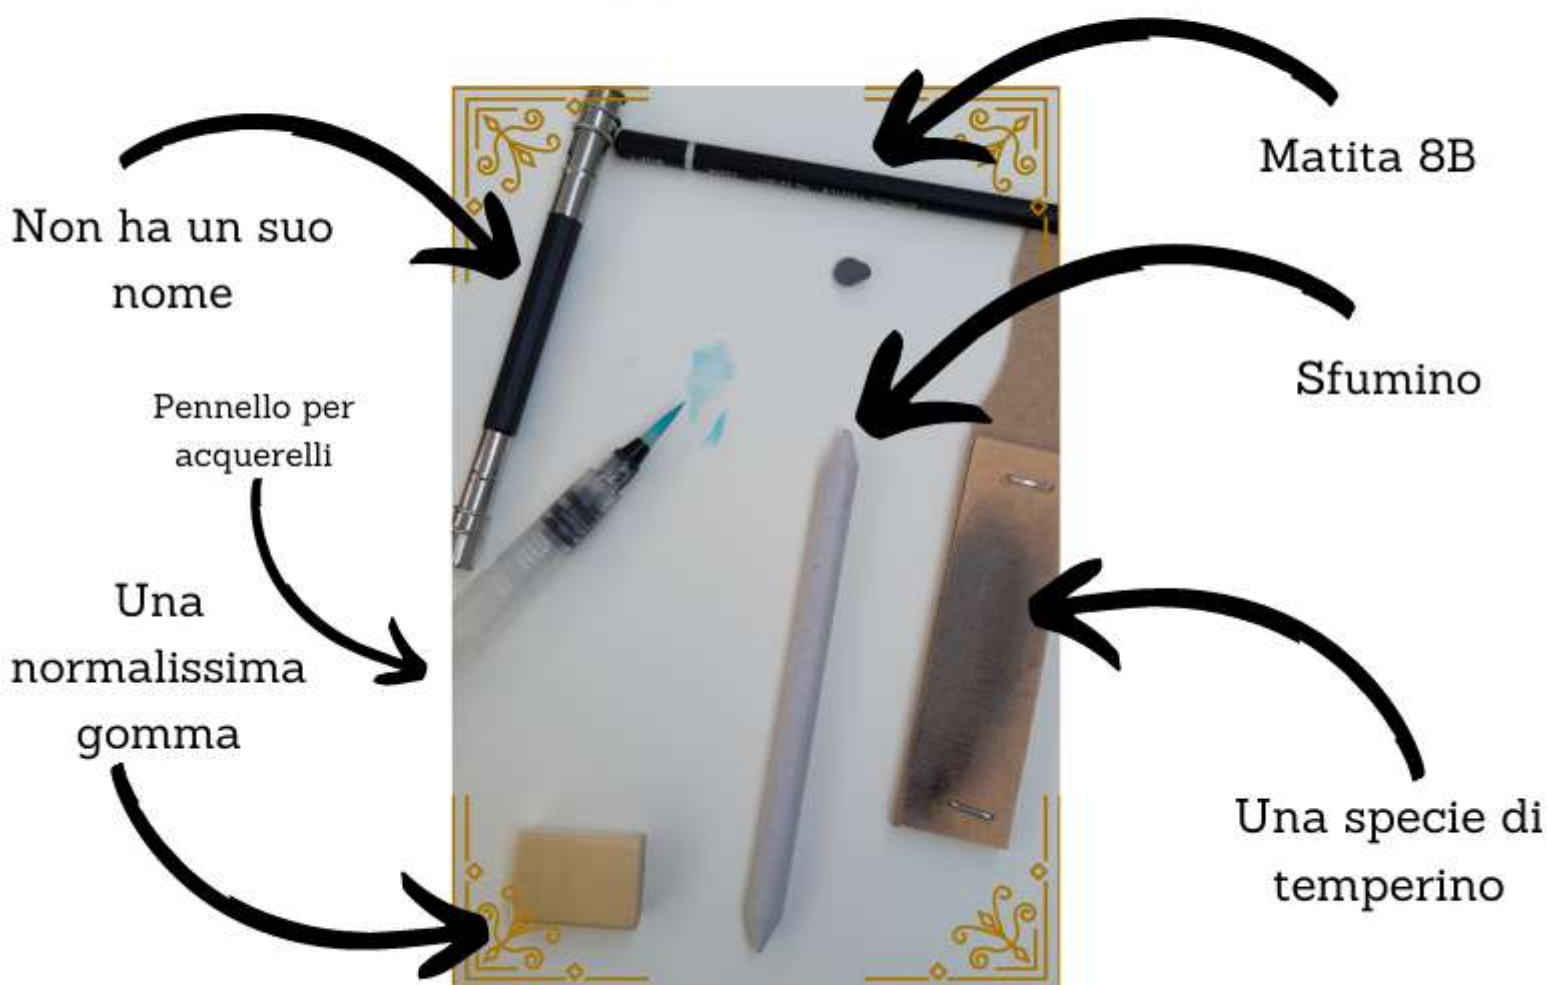 Matita 8B
Non ha un suo
nome
Sfumino
Pennello per
acquerelli
Una
normalissima
gomma
Una specie di
temperino